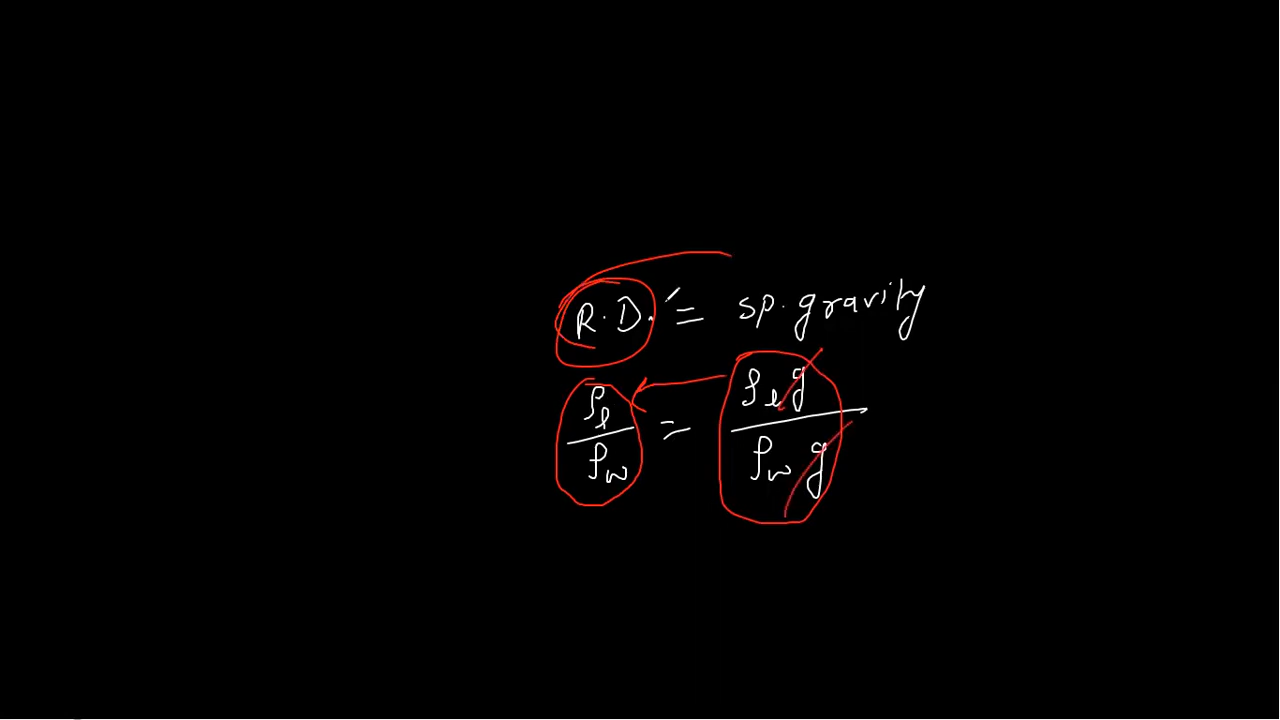 R.D. = sp. gravity
ρl/ρw = ρl g/ρw g